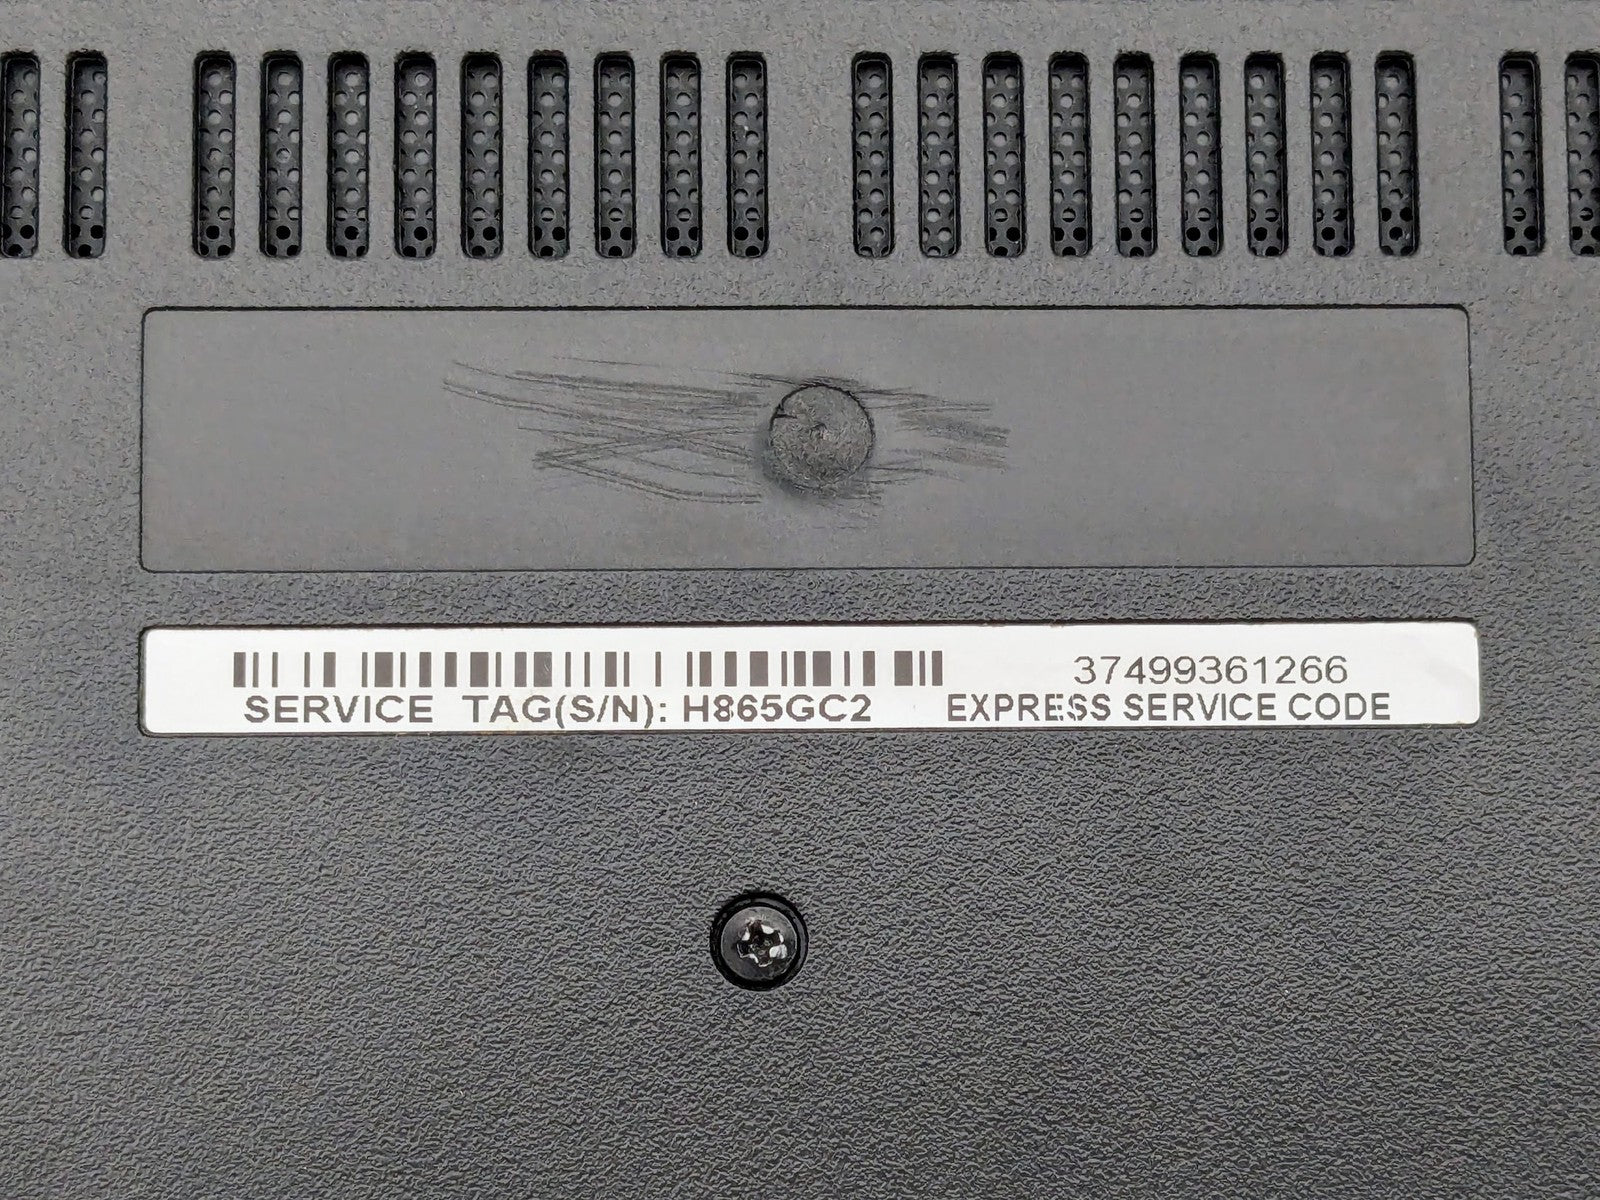 37499361266
SERVICE TAG(S/N): H865GC2 EXPRESS SERVICE CODE